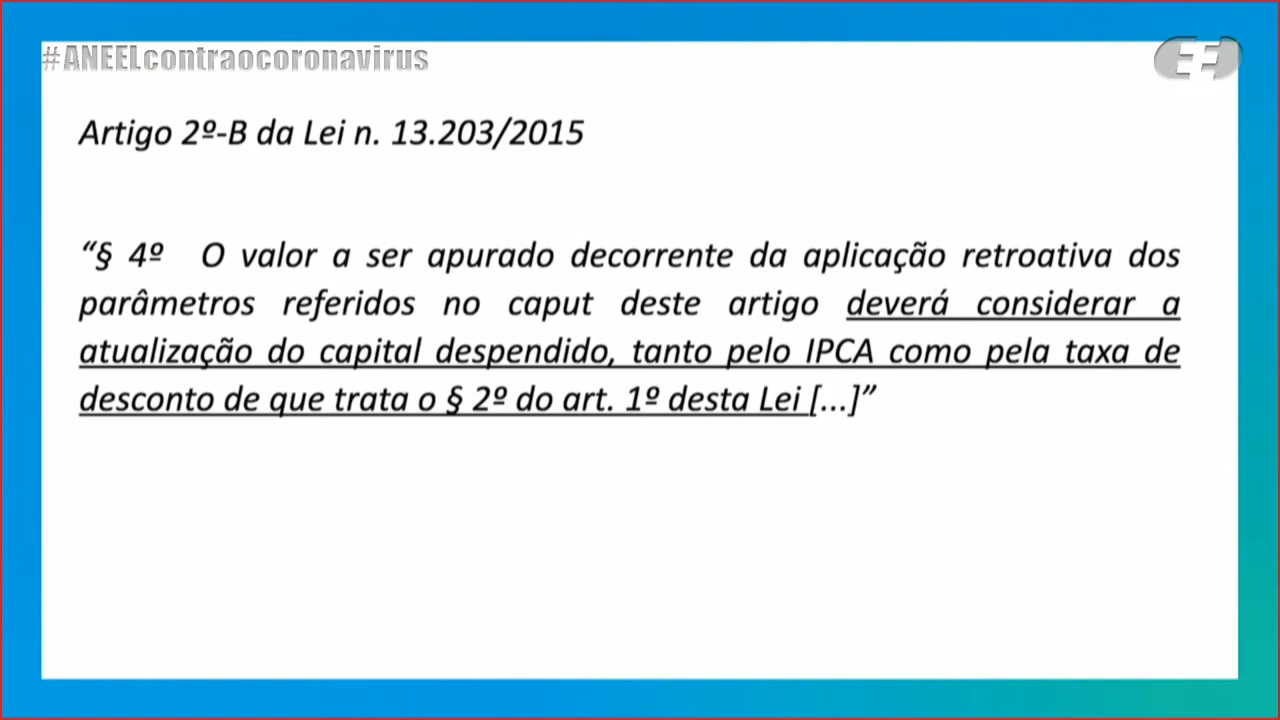 #ANEELcontraocoronavirus
Artigo 2º-B da Lei n. 13.203/2015
“§ 4º O valor a ser apurado decorrente da aplicação retroativa dos
parâmetros referidos no caput deste artigo deverá considerar a
atualização do capital despendido, tanto pelo IPCA como pela taxa de
desconto de que trata o § 2º do art. 1º desta Lei [...]”